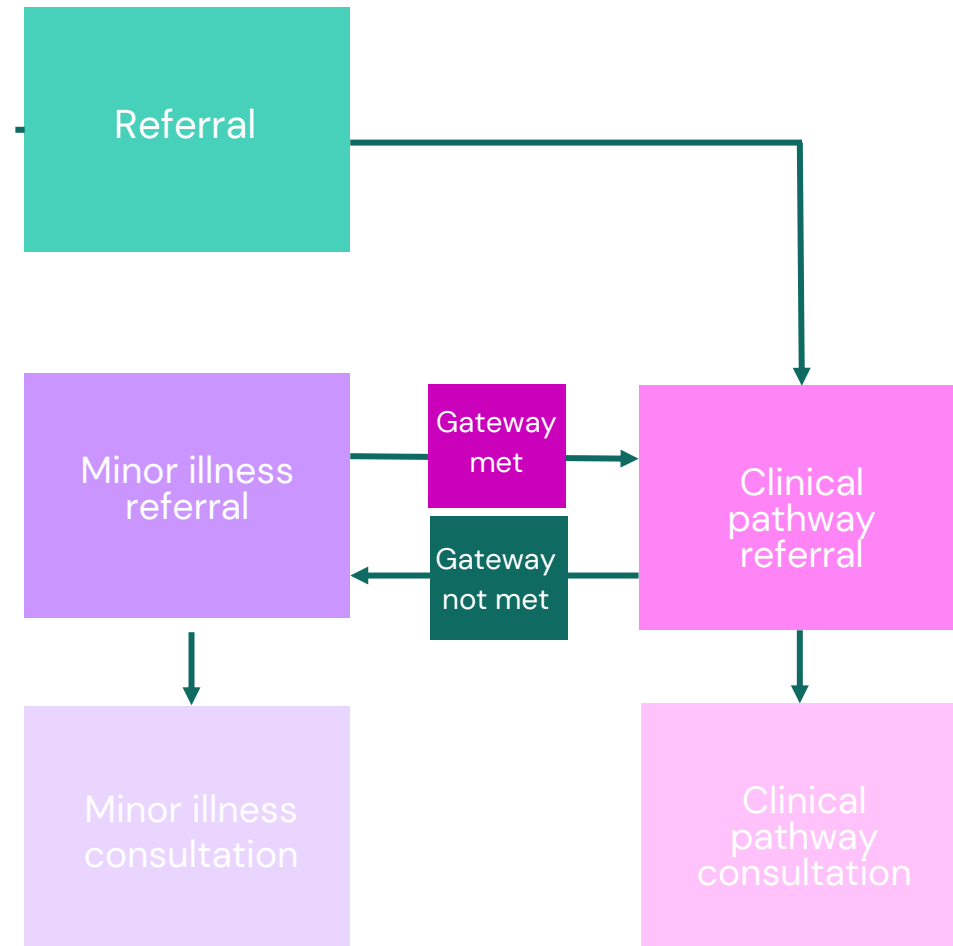 Referral
Minor illness
referral
Gateway
met
Gateway
not met
Clinical
pathway
referral
Minor illness
consultation
Clinical
pathway
consultation